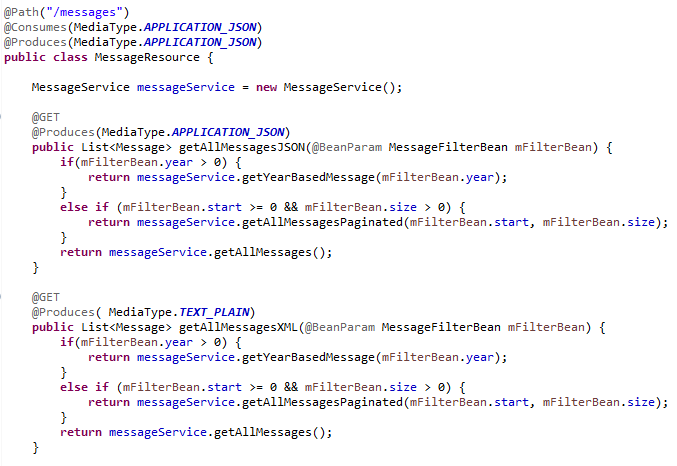 @Path("/messages")
@Consumes(MediaType.APPLICATION_JSON)
@Produces(MediaType.APPLICATION_JSON)
public class MessageResource {
MessageService messageService = new MessageService();
@GET
@Produces(MediaType.APPLICATION_JSON)
public List<Message> getAllMessagesJSON(@BeanParam MessageFilterBean mFilterBean) {
if(mFilterBean.year > 0) {
return messageService.getYearBasedMessage(mFilterBean.year);
}
else if (mFilterBean.start >= 0 && mFilterBean.size > 0) {
return messageService.getAllMessagesPaginated(mFilterBean.start, mFilterBean.size);
}
return messageService.getAllMessages();
}
@GET
@Produces( MediaType.TEXT_PLAIN)
public List<Message> getAllMessagesXML(@BeanParam MessageFilterBean mFilterBean) {
if(mFilterBean.year > 0) {
return messageService.getYearBasedMessage(mFilterBean.year);
}
else if (mFilterBean.start >= 0 && mFilterBean.size > 0) {
return messageService.getAllMessagesPaginated(mFilterBean.start, mFilterBean.size);
}
return messageService.getAllMessages();
}